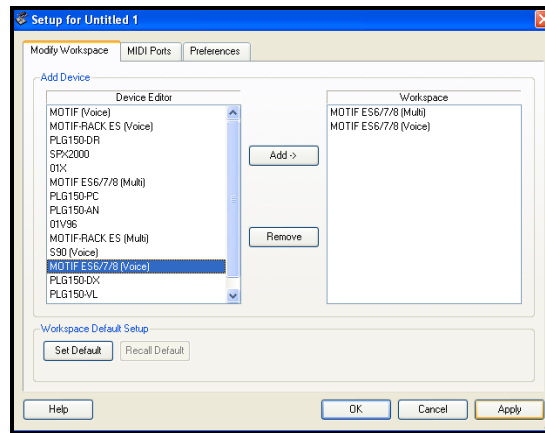 Setup for Untitled 1
Modify Workspace
MIDI Ports
Preferences
Add Device
Device Editor
MOTIF (Voice)
MOTIF-RACK ES (Voice)
PLG150-DR
SPX2000
01X
MOTIF ES6/7/8 (Multi)
PLG150-PC
PLG150-AN
01V96
MOTIF-RACK ES (Multi)
S90 (Voice)
MOTIF ES6/7/8 (Voice)
PLG150-DX
PLG150-VL
Add ->
Remove
Workspace
MOTIF ES6/7/8 (Multi)
MOTIF ES6/7/8 (Voice)
Workspace Default Setup
Set Default
Recall Default
Help
OK
Cancel
Apply